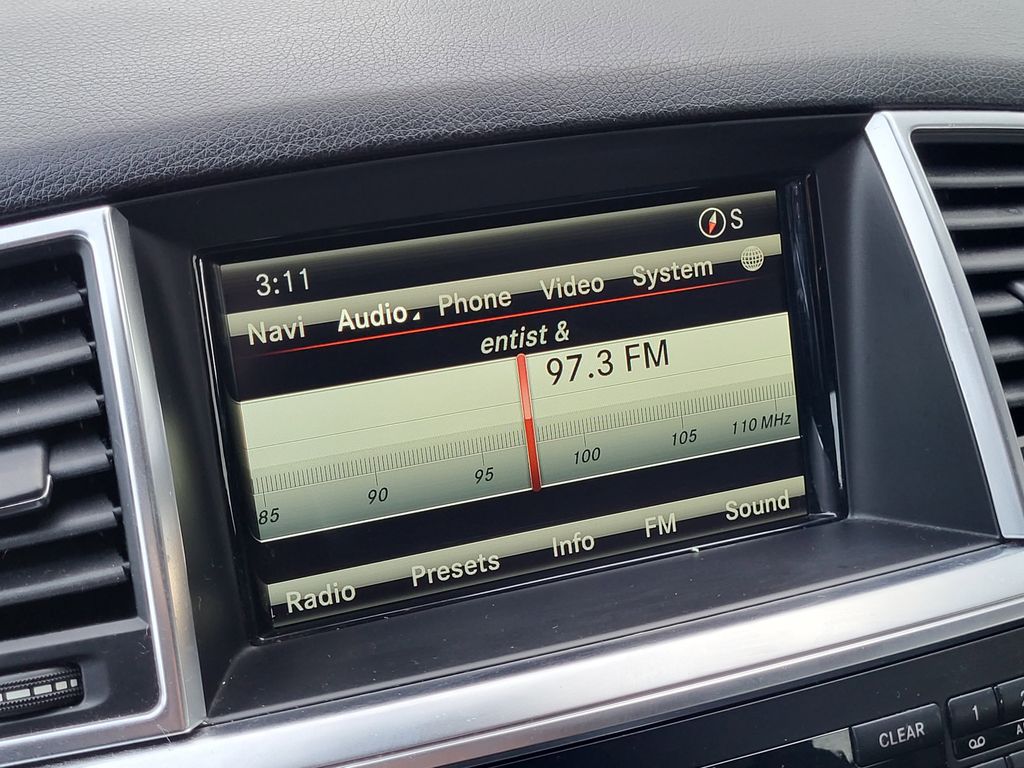 S
3:11
Navi Audio Phone Video System
entist &
97.3 FM
85 90 95 100 105 110 MHz
Radio Presets Info FM Sound
CLEAR 1